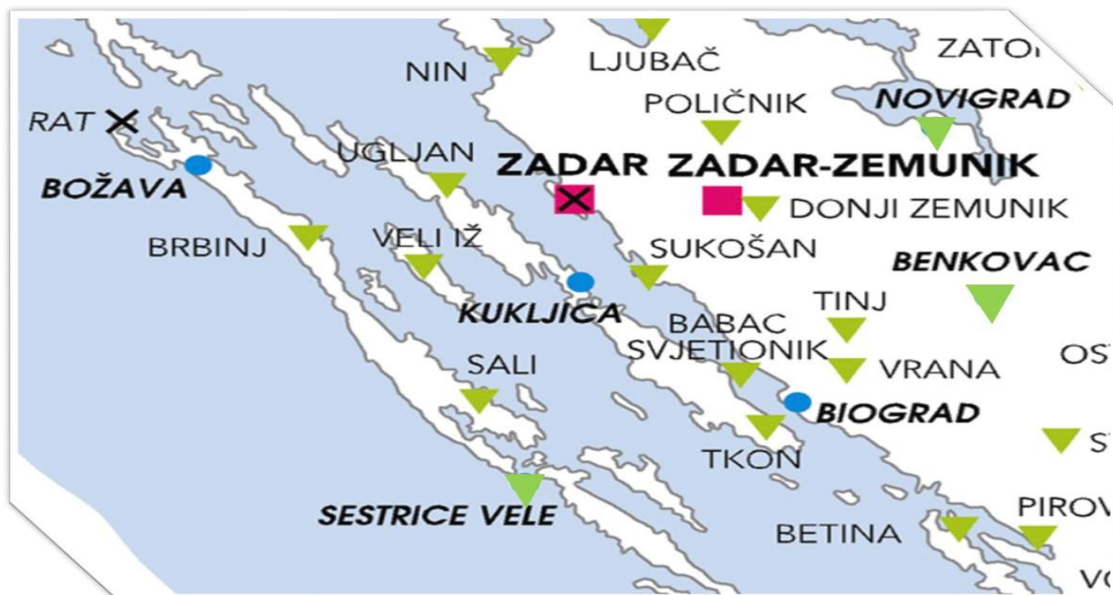 ZATO
LJUBAČ
NIN
POLIČNIK
NOVIGRAD
RAT
UGLJAN
ZADAR
ZADAR-ZEMUNIK
BOŽAVA
DONJI ZEMUNIK
BRBINJ
VELI IŽ
SUKOŠAN
BENKOVAC
TINJ
KUKLJICA
BABAC
SVJETIONIK
OS
SALI
VRANA
BIOGRAD
S
TKON
SESTRICE VELE
PIROV
BETINA
VO